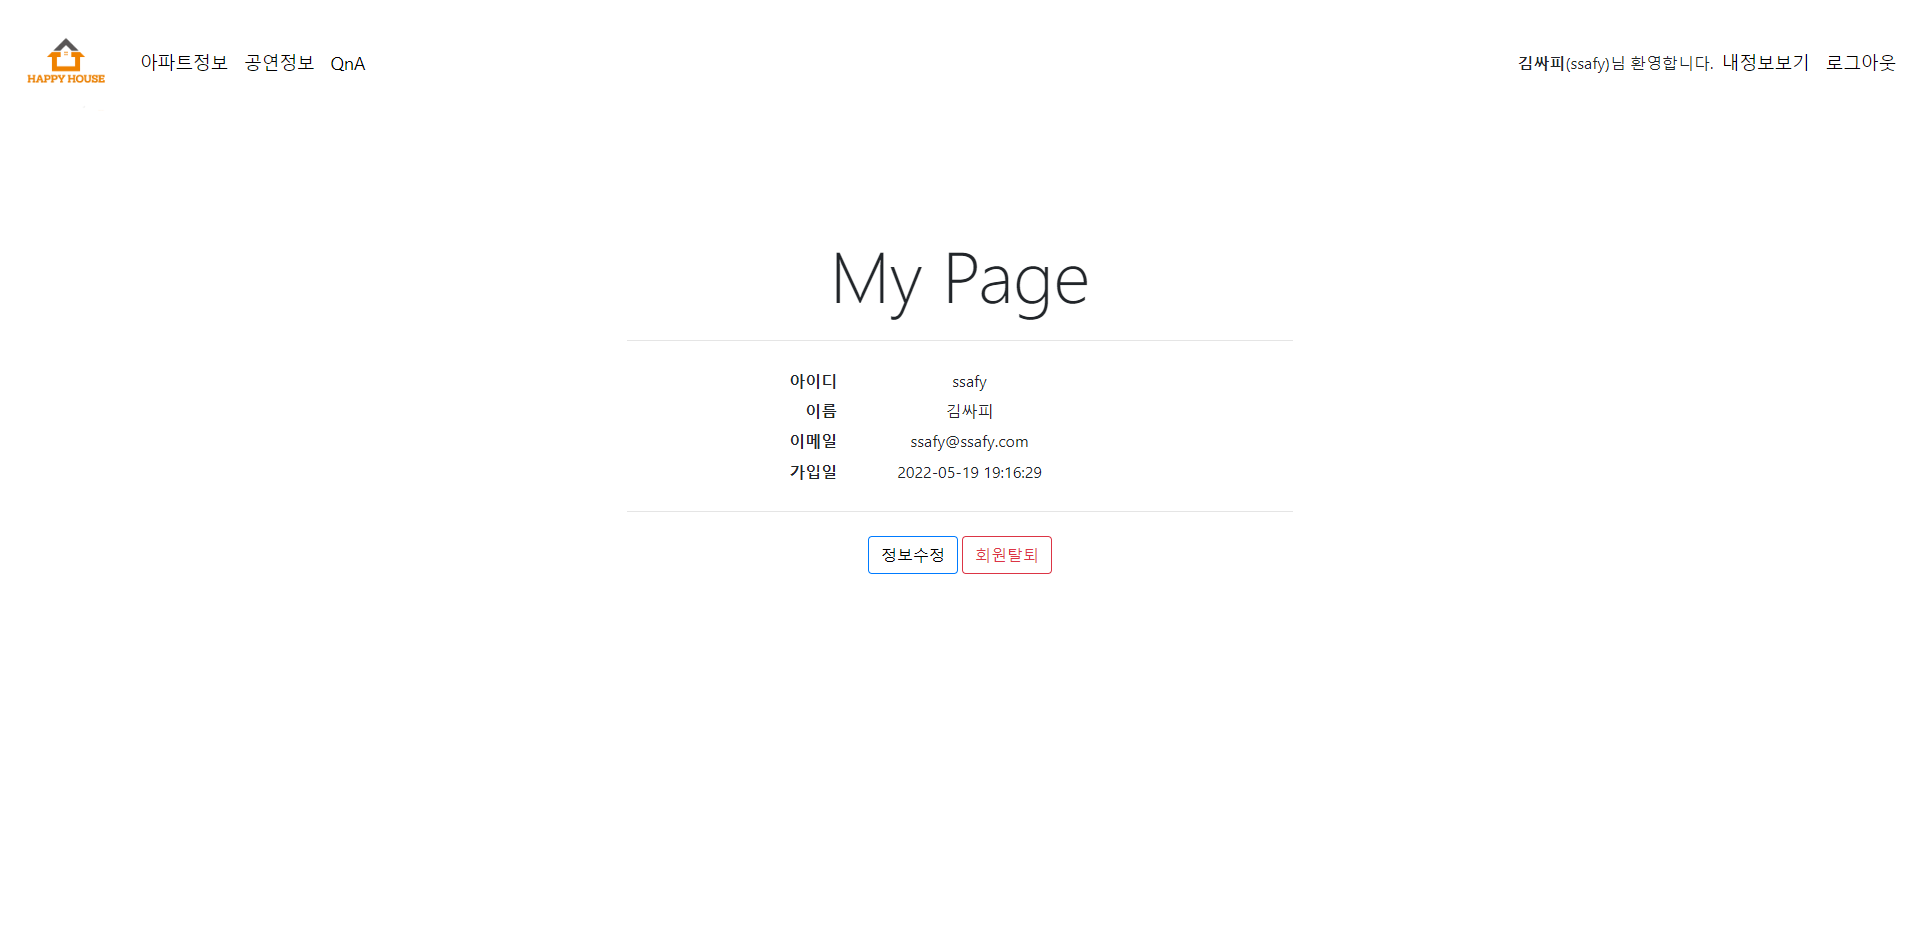 HAPPY HOUSE
아파트정보 공연정보 QnA
김싸피(ssafy)님 환영합니다. 내정보보기 로그아웃
My Page
아이디 ssafy
이름 김싸피
이메일 ssafy@ssafy.com
가입일 2022-05-19 19:16:29
정보수정 회원탈퇴